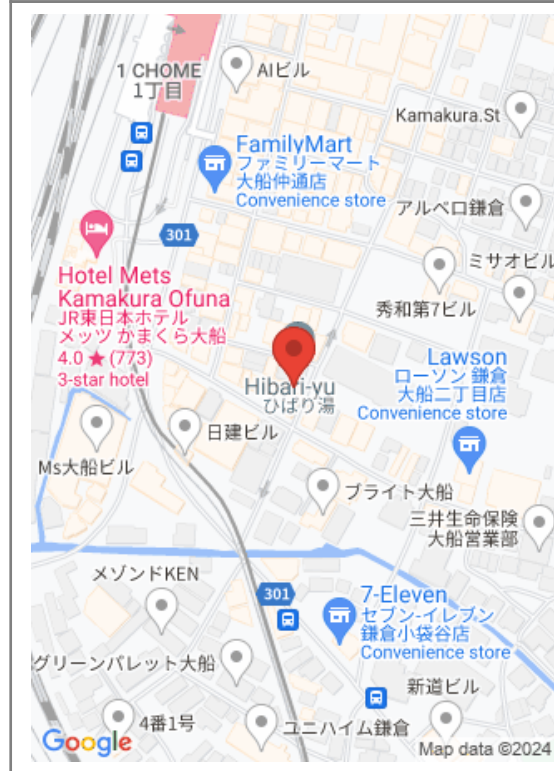 1 CHOME
1丁目
AIビル
Kamakura.St
FamilyMart
ファミリーマート
大船仲通店
Convenience store
アルペロ鎌倉
301
ミサオビル
Hotel Mets
Kamakura Ofuna
JR東日本ホテル
メッツ かまくら大船
4.0 ★ (773)
3-star hotel
秀和第7ビル
Lawson
ローソン 鎌倉
大船二丁目店
Convenience store
Hibari-yu
ひばり湯
日建ビル
Ms大船ビル
ブライト大船
三井生命保険
大船営業部
メゾンドKEN
301
7-Eleven
セブン-イレブン
鎌倉小袋谷店
Convenience store
グリーンパレット大船
新道ビル
4番1号
ユニハイム鎌倉
Google
Map data ©2024